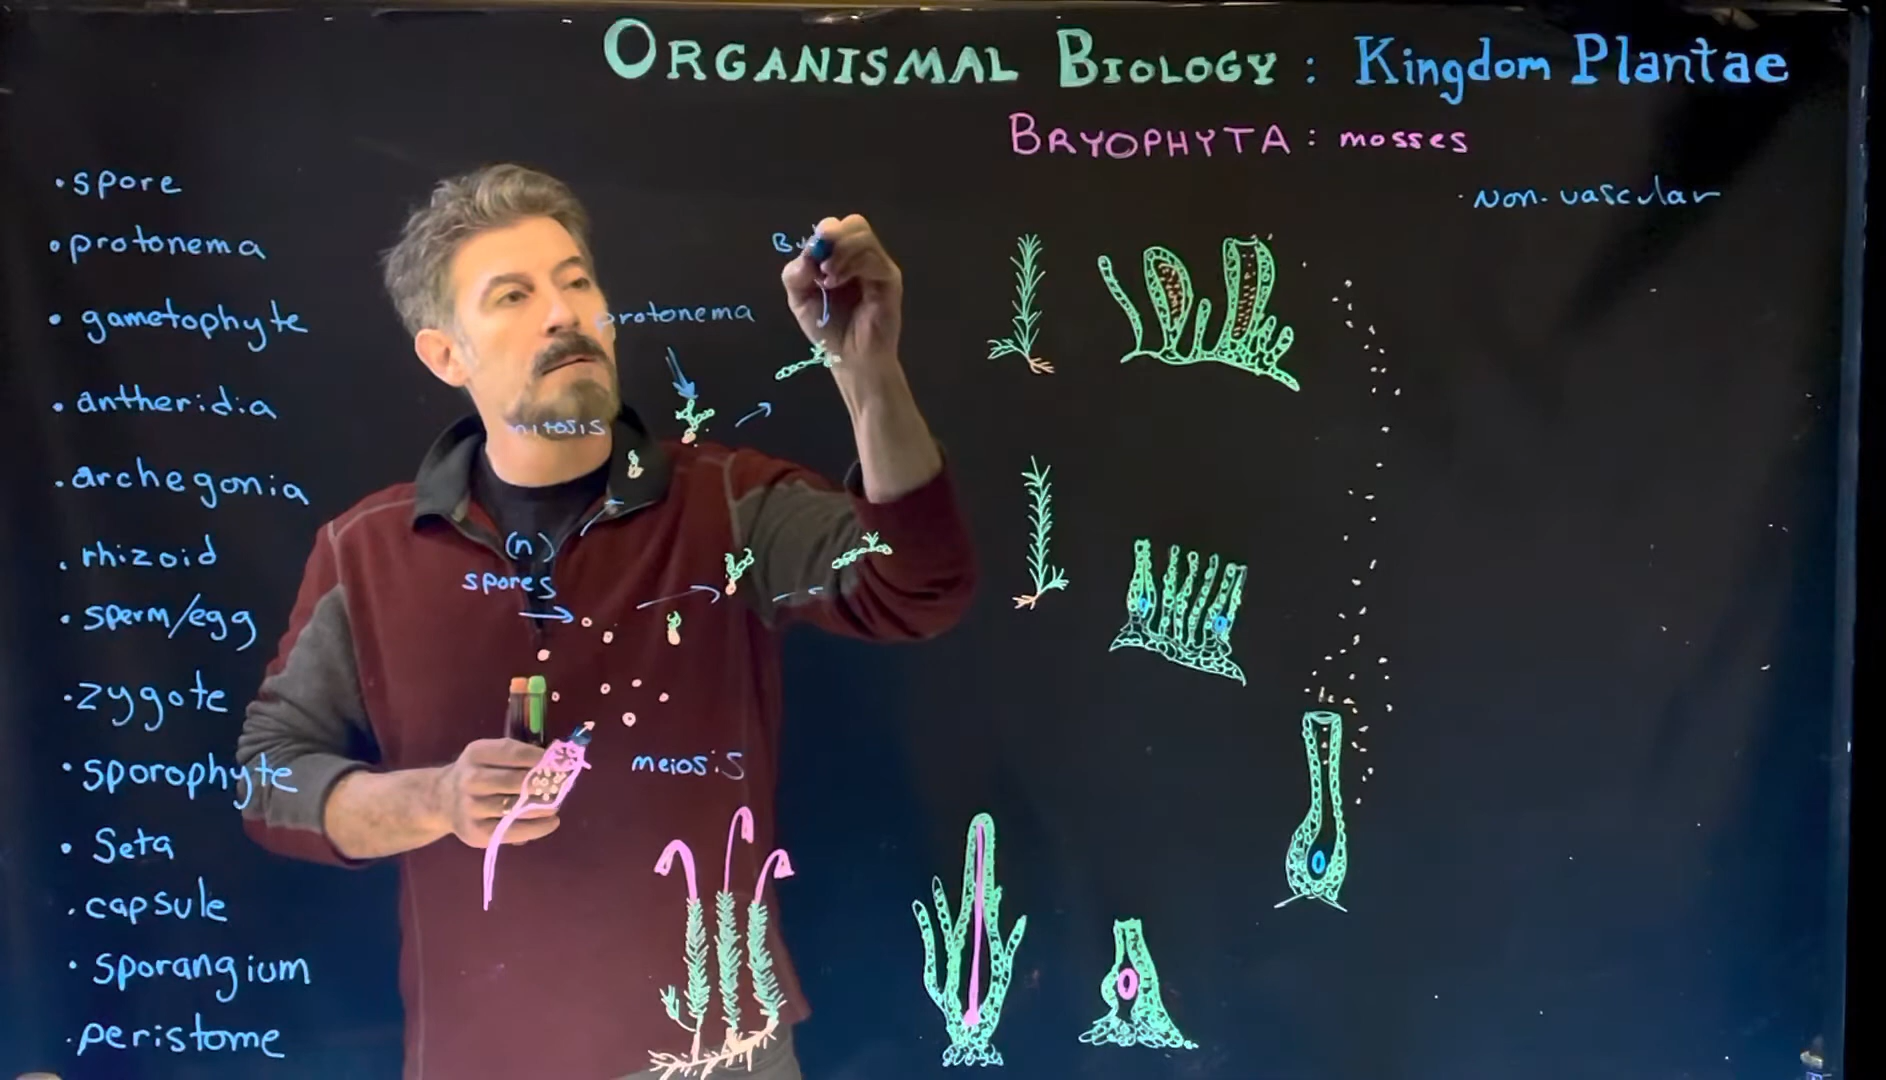 ORGANISMAL BIOLOGY : Kingdom Plantae
BRYOPHYTA : mosses
· Non-vascular
· spore
· protonema
· gametophyte
· antheridia
· archegonia
· rhizoid
· sperm/egg
· zygote
· sporophyte
· Seta
· capsule
· sporangium
· peristome
protonema
mitosis
(n)
spores
meiosis